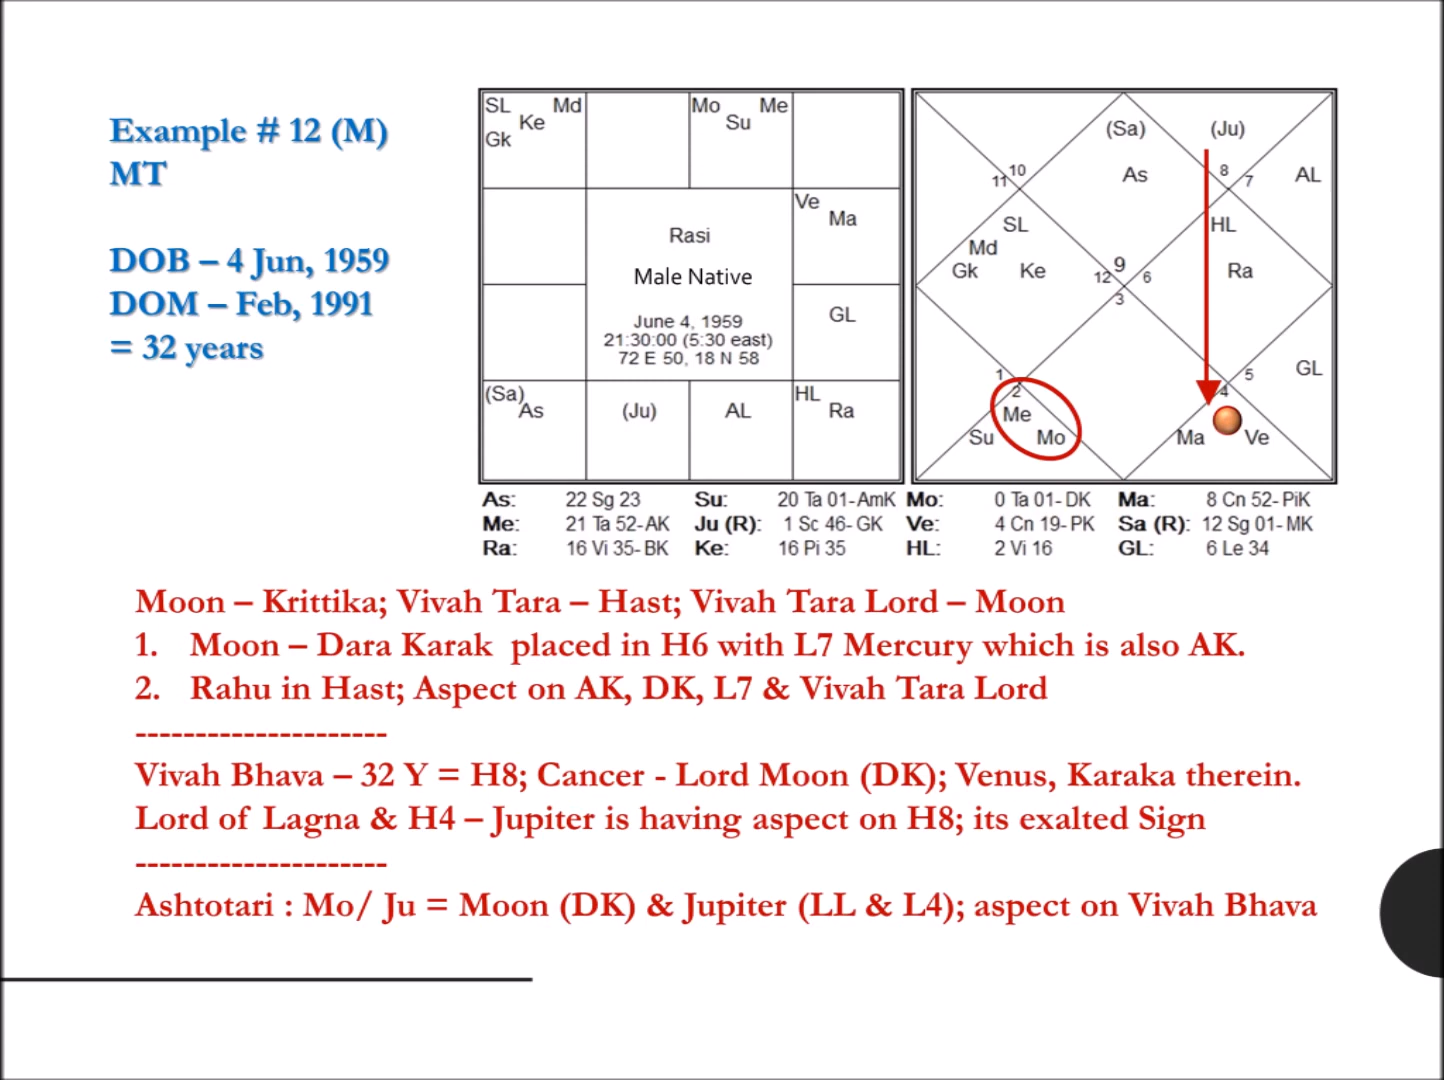 Example # 12 (M)
MT
DOB – 4 Jun, 1959
DOM – Feb, 1991
= 32 years
SL Md
Ke
Gk
Mo Me
Su
Ve
Ma
Rasi
Male Native
June 4, 1959
21:30:00 (5:30 east)
72 E 50, 18 N 58
GL
(Sa)
As
(Ju)
AL
HL
Ra
(Sa) (Ju)
As AL
10 8
11 7
SL HL
Md
Gk Ke Ra
9
12 6
3
1 5
GL
2 4
Me
Su Mo Ma Ve
As: 22 Sg 23 Su: 20 Ta 01- AmK Mo: 0 Ta 01- DK Ma: 8 Cn 52- PiK
Me: 21 Ta 52- AK Ju (R): 1 Sc 46- GK Ve: 4 Cn 19- PK Sa (R): 12 Sg 01- MK
Ra: 16 Vi 35- BK Ke: 16 Pi 35 HL: 2 Vi 16 GL: 6 Le 34
Moon – Krittika; Vivah Tara – Hast; Vivah Tara Lord – Moon
1. Moon – Dara Karak placed in H6 with L7 Mercury which is also AK.
2. Rahu in Hast; Aspect on AK, DK, L7 & Vivah Tara Lord
---------------------
Vivah Bhava – 32 Y = H8; Cancer - Lord Moon (DK); Venus, Karaka therein.
Lord of Lagna & H4 – Jupiter is having aspect on H8; its exalted Sign
---------------------
Ashtotari : Mo/ Ju = Moon (DK) & Jupiter (LL & L4); aspect on Vivah Bhava